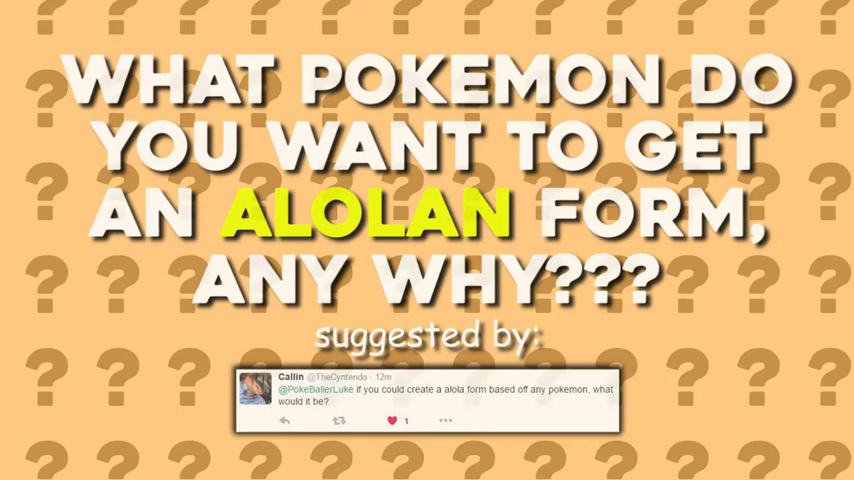 WHAT POKEMON DO
YOU WANT TO GET
AN ALOLAN FORM,
ANY WHY???
suggested by:
Callin @TheCyntendo · 12m
@PokeBallerLuke if you could create a alola form based off any pokemon, what
would it be?
1